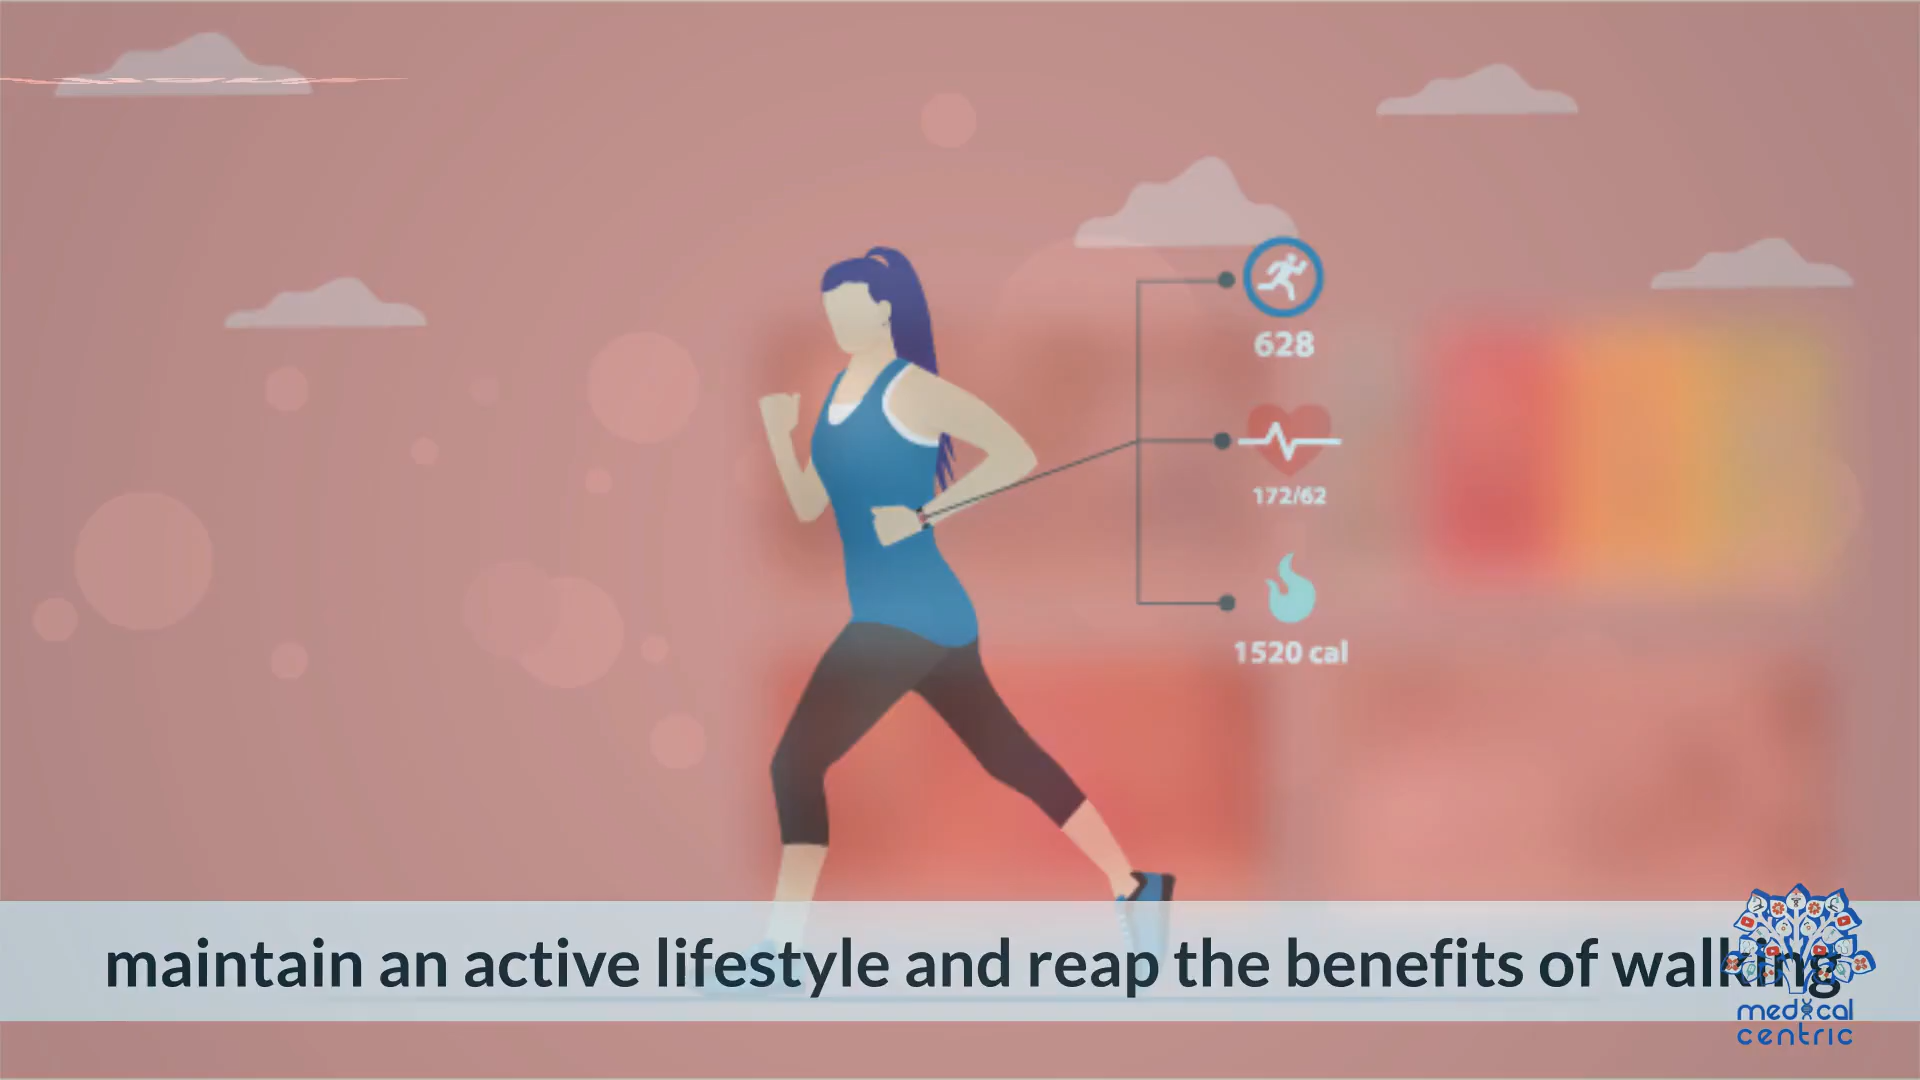 628
172/62
1520 cal
maintain an active lifestyle and reap the benefits of walking
medical
centric